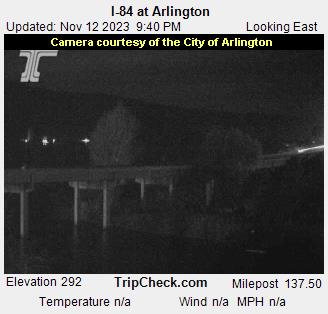 I-84 at Arlington
Updated: Nov 12 2023 9:40 PM Looking East
Camera courtesy of the City of Arlington
Elevation 292 TripCheck.com Milepost 137.50
Temperature n/a Wind n/a MPH n/a